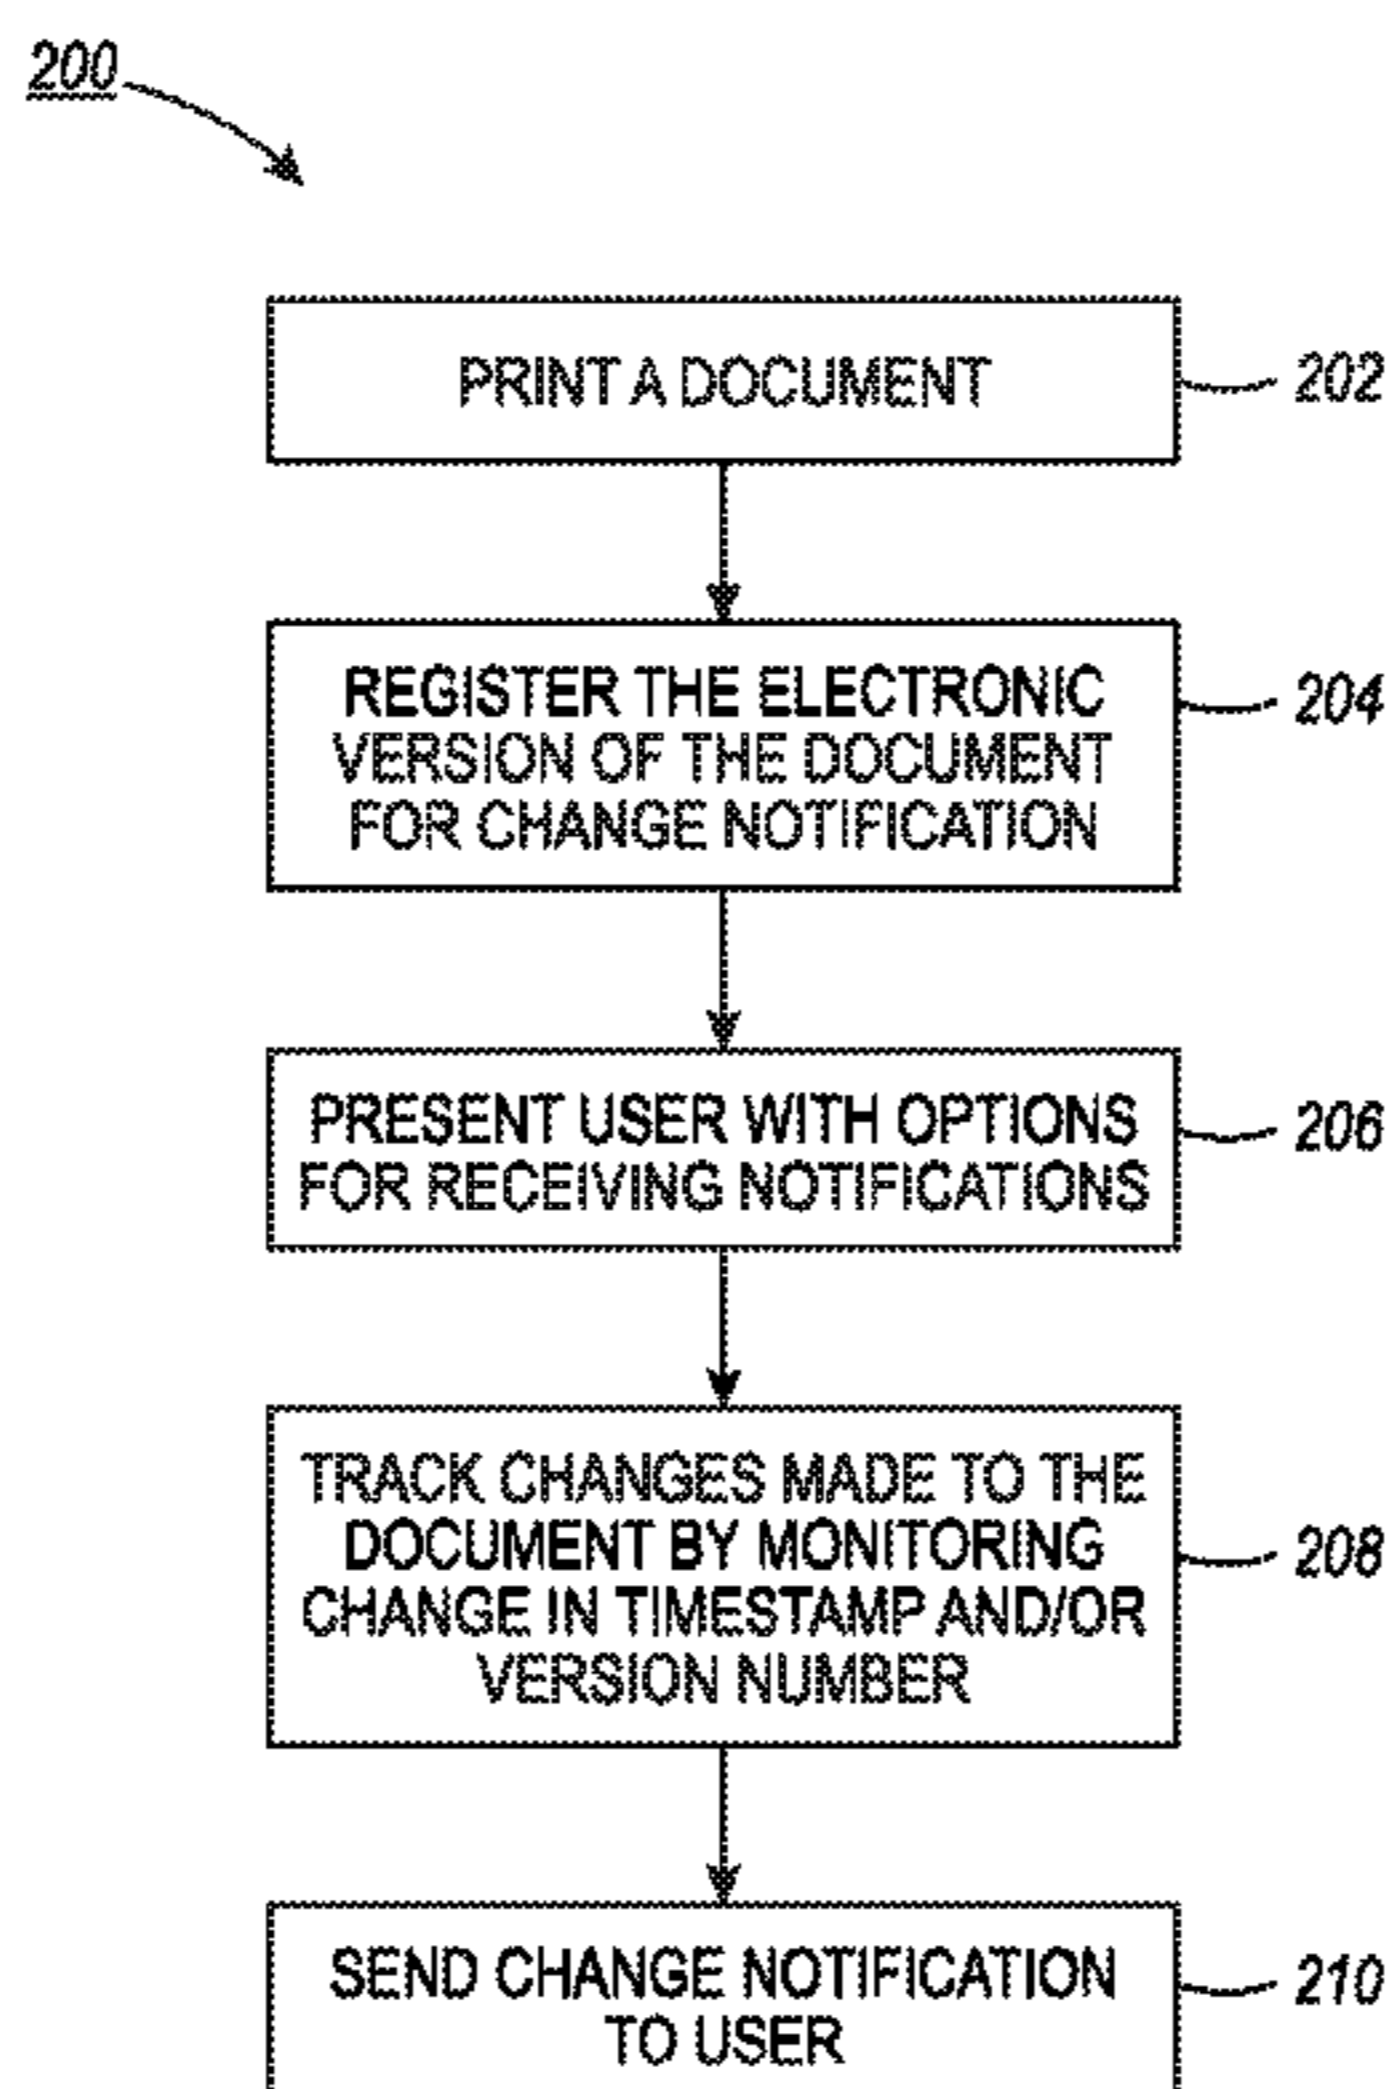 200
PRINT A DOCUMENT
202
REGISTER THE ELECTRONIC
VERSION OF THE DOCUMENT
FOR CHANGE NOTIFICATION
204
PRESENT USER WITH OPTIONS
FOR RECEIVING NOTIFICATIONS
206
TRACK CHANGES MADE TO THE
DOCUMENT BY MONITORING
CHANGE IN TIMESTAMP AND/OR
VERSION NUMBER
208
SEND CHANGE NOTIFICATION
TO USER
210